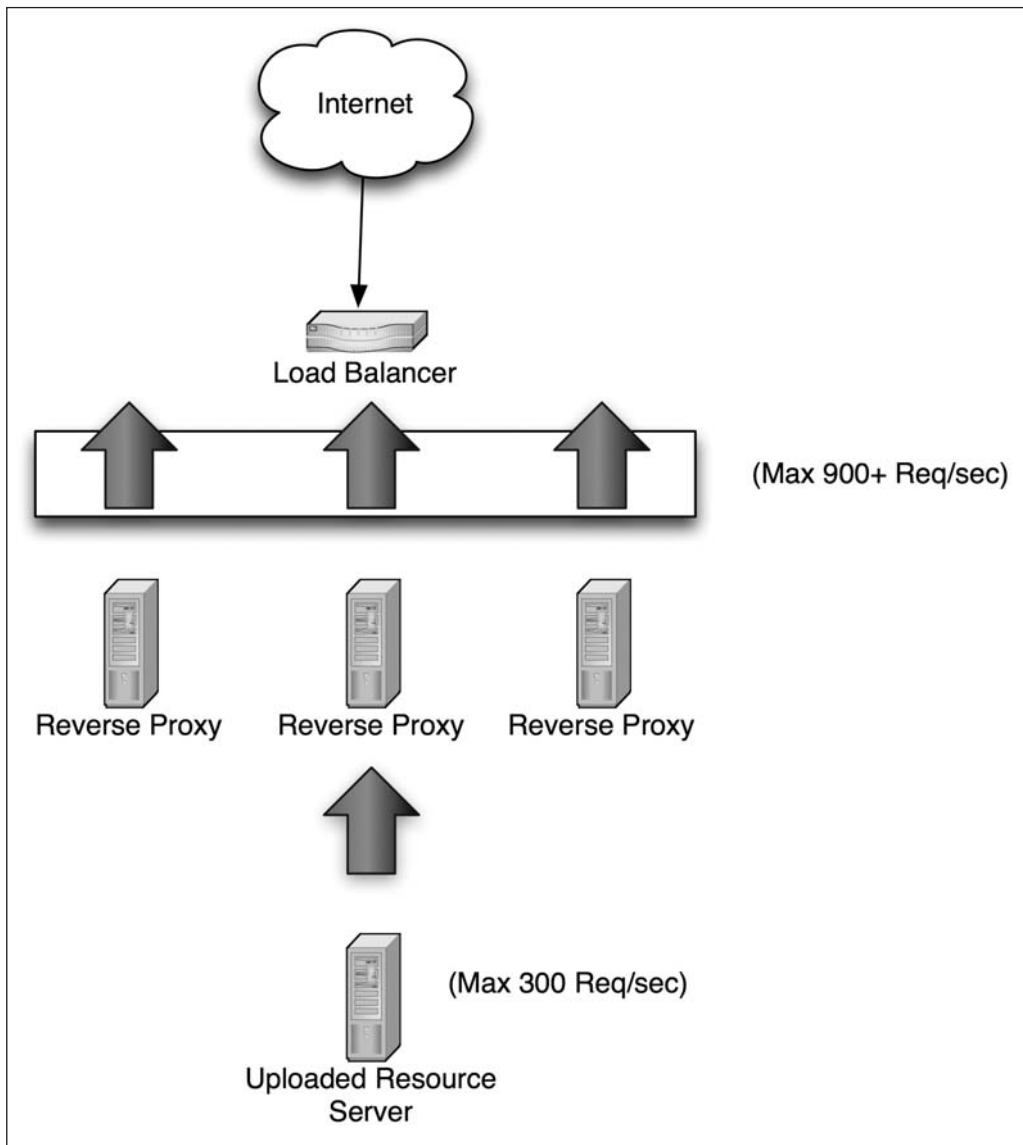 Internet
Load Balancer
(Max 900+ Req/sec)
Reverse Proxy
Reverse Proxy
Reverse Proxy
(Max 300 Req/sec)
Uploaded Resource
Server